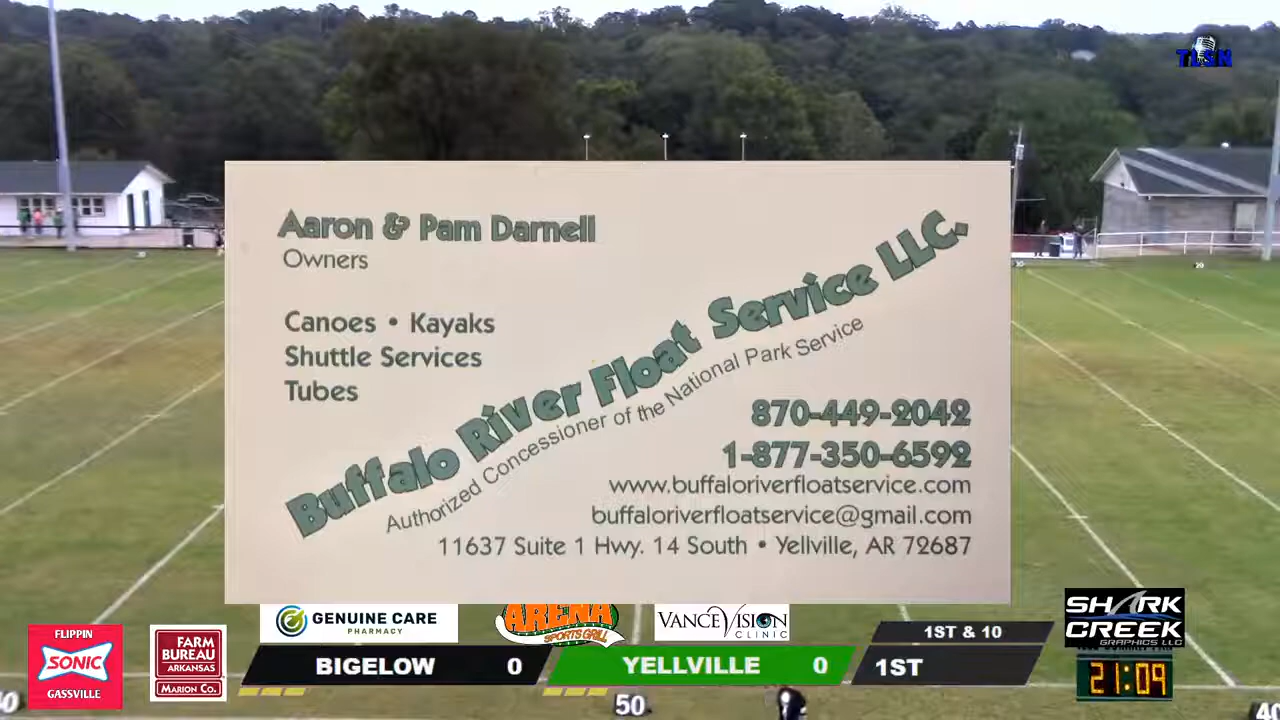 TLSN
Aaron & Pam Darnell
Owners
Canoes • Kayaks
Shuttle Services
Tubes
Buffalo River Float Service LLC.
Authorized Concessioner of the National Park Service
870-449-2042
1-877-350-6592
www.buffaloriverfloatservice.com
buffaloriverfloatservice@gmail.com
11637 Suite 1 Hwy. 14 South • Yellville, AR 72687
GENUINE CARE
PHARMACY
ARENA
SPORTS GRILL
VANCE VISION
CLINIC
SHARK
CREEK
GRAPHICS LLC
FLIPPIN
SONIC
GASSVILLE
FARM
BUREAU
ARKANSAS
MARION CO.
BIGELOW 0
YELLVILLE 0
1ST & 10
1ST
21:09
50
40